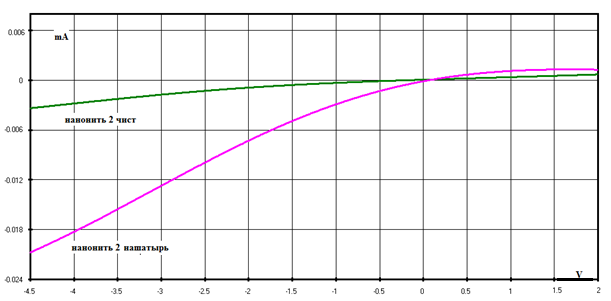 0.006
mA
0
-0.006
нанонить 2 чист
-0.012
-0.018
нанонить 2 нашатырь
V
-0.024
-4.5 -4 -3.5 -3 -2.5 -2 -1.5 -1 -0.5 0 0.5 1 1.5 2